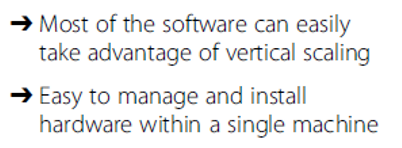 ➔ Most of the software can easily
take advantage of vertical scaling
➔ Easy to manage and install
hardware within a single machine